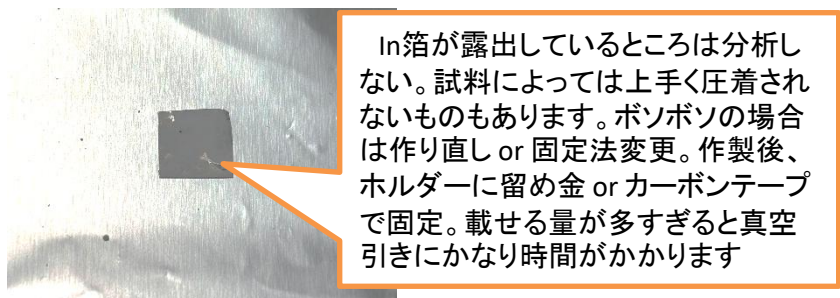 In箔が露出しているところは分析し
ない。試料によっては上手く圧着され
ないものもあります。ボソボソの場合
は作り直し or 固定法変更。作製後、
ホルダーに留め金 or カーボンテープ
で固定。載せる量が多すぎると真空
引きにかなり時間がかかります